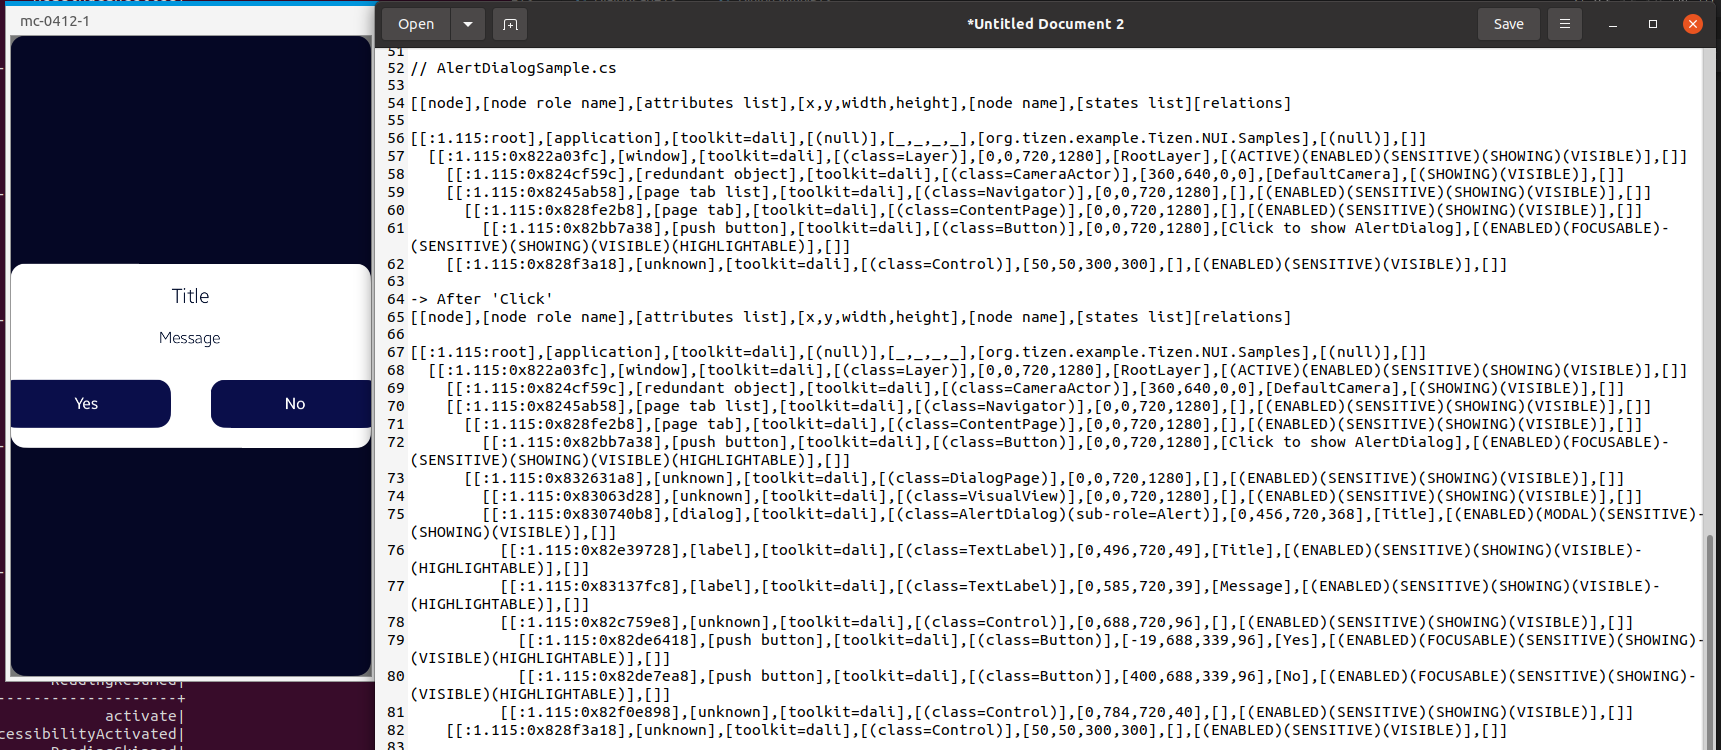 mc-0412-1
Title
Message
Yes
No
activate|
cessibilityActivated|
Open
*Untitled Document 2
Save
51
52 // AlertDialogSample.cs
53
54 [[node],[node role name],[attributes list],[x,y,width,height],[node name],[states list][relations]
55
56 [[:1.115:root],[application],[toolkit=dali],[(null)],[_,_,_,_],[org.tizen.example.Tizen.NUI.Samples],[(null)],[]]
57 [[:1.115:0x822a03fc],[window],[toolkit=dali],[(class=Layer)],[0,0,720,1280],[RootLayer],[(ACTIVE)(ENABLED)(SENSITIVE)(SHOWING)(VISIBLE)],[]]
58 [[:1.115:0x824cf59c],[redundant object],[toolkit=dali],[(class=CameraActor)],[360,640,0,0],[DefaultCamera],[(SHOWING)(VISIBLE)],[]]
59 [[:1.115:0x8245ab58],[page tab list],[toolkit=dali],[(class=Navigator)],[0,0,720,1280],[],[(ENABLED)(SENSITIVE)(SHOWING)(VISIBLE)],[]]
60 [[:1.115:0x828fe2b8],[page tab],[toolkit=dali],[(class=ContentPage)],[0,0,720,1280],[],[(ENABLED)(SENSITIVE)(SHOWING)(VISIBLE)],[]]
61 [[:1.115:0x82bb7a38],[push button],[toolkit=dali],[(class=Button)],[0,0,720,1280],[Click to show AlertDialog],[(ENABLED)(FOCUSABLE)-
(SENSITIVE)(SHOWING)(VISIBLE)(HIGHLIGHTABLE)],[]]
62 [[:1.115:0x828f3a18],[unknown],[toolkit=dali],[(class=Control)],[50,50,300,300],[],[(ENABLED)(SENSITIVE)(VISIBLE)],[]]
63
64 -> After 'Click'
65 [[node],[node role name],[attributes list],[x,y,width,height],[node name],[states list][relations]
66
67 [[:1.115:root],[application],[toolkit=dali],[(null)],[_,_,_,_],[org.tizen.example.Tizen.NUI.Samples],[(null)],[]]
68 [[:1.115:0x822a03fc],[window],[toolkit=dali],[(class=Layer)],[0,0,720,1280],[RootLayer],[(ACTIVE)(ENABLED)(SENSITIVE)(SHOWING)(VISIBLE)],[]]
69 [[:1.115:0x824cf59c],[redundant object],[toolkit=dali],[(class=CameraActor)],[360,640,0,0],[DefaultCamera],[(SHOWING)(VISIBLE)],[]]
70 [[:1.115:0x8245ab58],[page tab list],[toolkit=dali],[(class=Navigator)],[0,0,720,1280],[],[(ENABLED)(SENSITIVE)(SHOWING)(VISIBLE)],[]]
71 [[:1.115:0x828fe2b8],[page tab],[toolkit=dali],[(class=ContentPage)],[0,0,720,1280],[],[(ENABLED)(SENSITIVE)(SHOWING)(VISIBLE)],[]]
72 [[:1.115:0x82bb7a38],[push button],[toolkit=dali],[(class=Button)],[0,0,720,1280],[Click to show AlertDialog],[(ENABLED)(FOCUSABLE)-
(SENSITIVE)(SHOWING)(VISIBLE)(HIGHLIGHTABLE)],[]]
73 [[:1.115:0x832631a8],[unknown],[toolkit=dali],[(class=DialogPage)],[0,0,720,1280],[],[(ENABLED)(SENSITIVE)(SHOWING)(VISIBLE)],[]]
74 [[:1.115:0x83063d28],[unknown],[toolkit=dali],[(class=VisualView)],[0,0,720,1280],[],[(ENABLED)(SENSITIVE)(SHOWING)(VISIBLE)],[]]
75 [[:1.115:0x830740b8],[dialog],[toolkit=dali],[(class=AlertDialog)(sub-role=Alert)],[0,456,720,368],[Title],[(ENABLED)(MODAL)(SENSITIVE)-
(SHOWING)(VISIBLE)],[]]
76 [[:1.115:0x82e39728],[label],[toolkit=dali],[(class=TextLabel)],[0,496,720,49],[Title],[(ENABLED)(SENSITIVE)(SHOWING)(VISIBLE)-
(HIGHLIGHTABLE)],[]]
77 [[:1.115:0x83137fc8],[label],[toolkit=dali],[(class=TextLabel)],[0,585,720,39],[Message],[(ENABLED)(SENSITIVE)(SHOWING)(VISIBLE)-
(HIGHLIGHTABLE)],[]]
78 [[:1.115:0x82c759e8],[unknown],[toolkit=dali],[(class=Control)],[0,688,720,96],[],[(ENABLED)(SENSITIVE)(SHOWING)(VISIBLE)],[]]
79 [[:1.115:0x82de6418],[push button],[toolkit=dali],[(class=Button)],[-19,688,339,96],[Yes],[(ENABLED)(FOCUSABLE)(SENSITIVE)(SHOWING)-
(VISIBLE)(HIGHLIGHTABLE)],[]]
80 [[:1.115:0x82de7ea8],[push button],[toolkit=dali],[(class=Button)],[400,688,339,96],[No],[(ENABLED)(FOCUSABLE)(SENSITIVE)(SHOWING)-
(VISIBLE)(HIGHLIGHTABLE)],[]]
81 [[:1.115:0x82f0e898],[unknown],[toolkit=dali],[(class=Control)],[0,784,720,40],[],[(ENABLED)(SENSITIVE)(SHOWING)(VISIBLE)],[]]
82 [[:1.115:0x828f3a18],[unknown],[toolkit=dali],[(class=Control)],[50,50,300,300],[],[(ENABLED)(SENSITIVE)(VISIBLE)],[]]
83